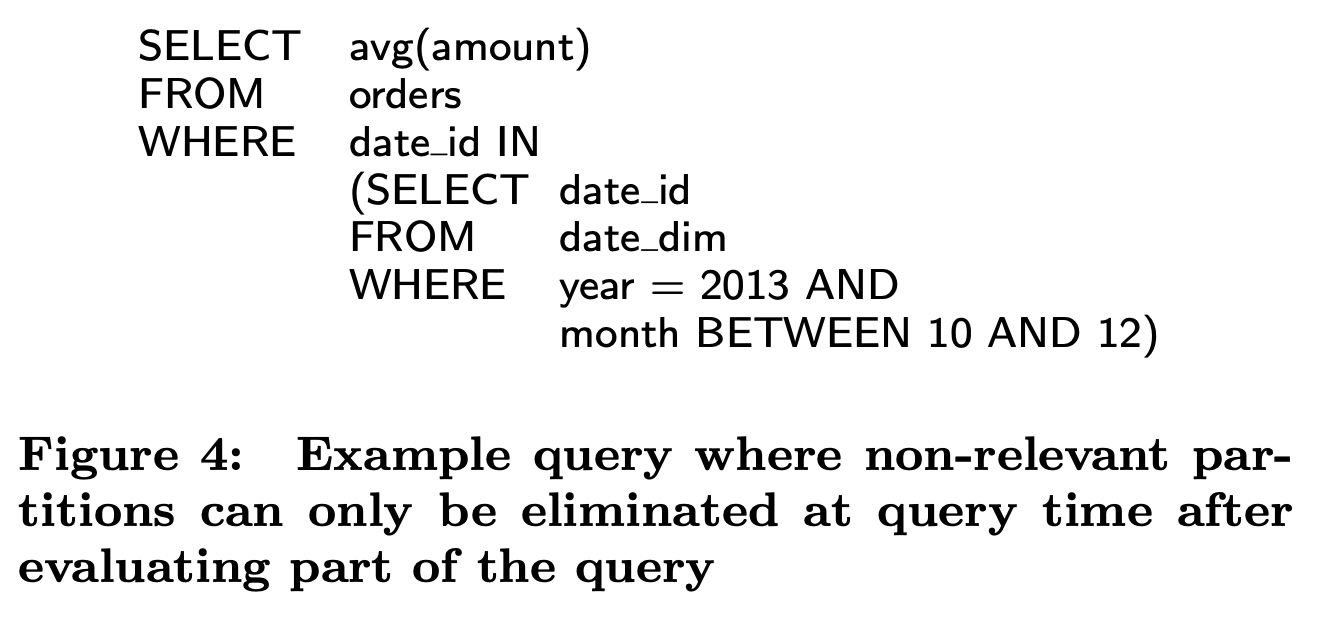 SELECT avg(amount)
FROM orders
WHERE date_id IN
(SELECT date_id
FROM date_dim
WHERE year = 2013 AND
month BETWEEN 10 AND 12)
Figure 4: Example query where non-relevant par-
titions can only be eliminated at query time after
evaluating part of the query